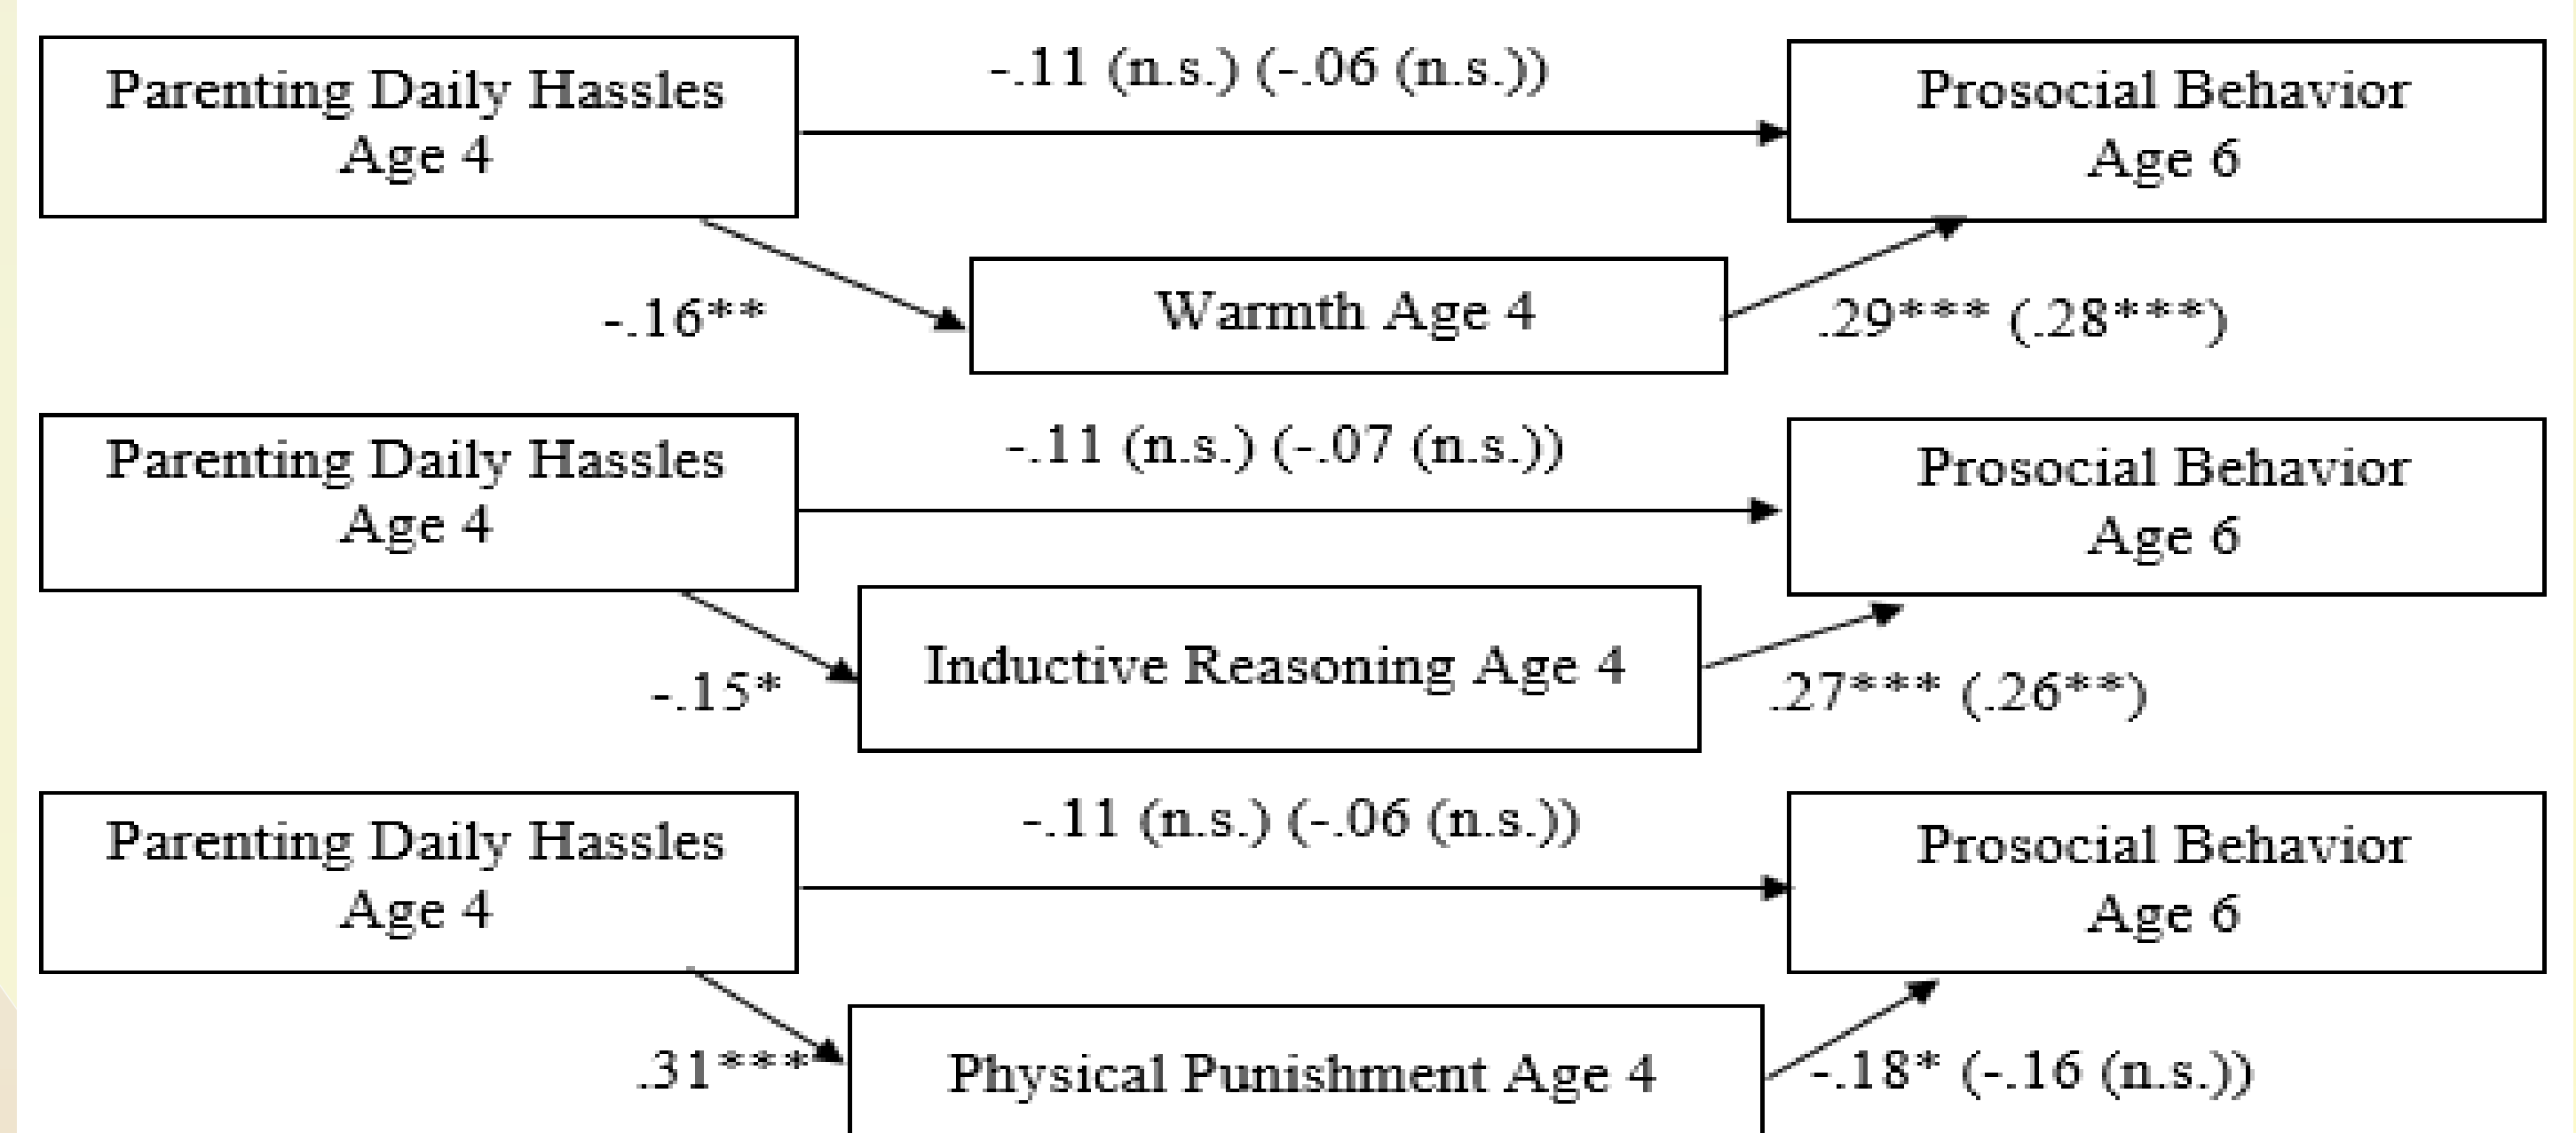 Parenting Daily Hassles
Age 4
-.11 (n.s.) (-.06 (n.s.))
Prosocial Behavior
Age 6
-.16**
Warmth Age 4
.29*** (.28***)
Parenting Daily Hassles
Age 4
-.11 (n.s.) (-.07 (n.s.))
Prosocial Behavior
Age 6
-.15*
Inductive Reasoning Age 4
.27*** (.26**)
Parenting Daily Hassles
Age 4
-.11 (n.s.) (-.06 (n.s.))
Prosocial Behavior
Age 6
.31***
Physical Punishment Age 4
-.18* (-.16 (n.s.))